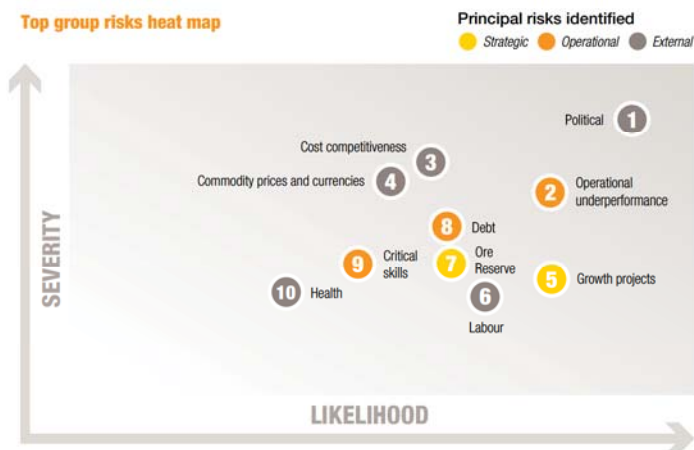 Top group risks heat map
Principal risks identified
Strategic Operational External
Political 1
Cost competitiveness
3
Commodity prices and currencies 4
2 Operational
underperformance
8 Debt
9 Critical
skills
7 Ore
Reserve
5 Growth projects
10 Health
6
Labour
SEVERITY
LIKELIHOOD